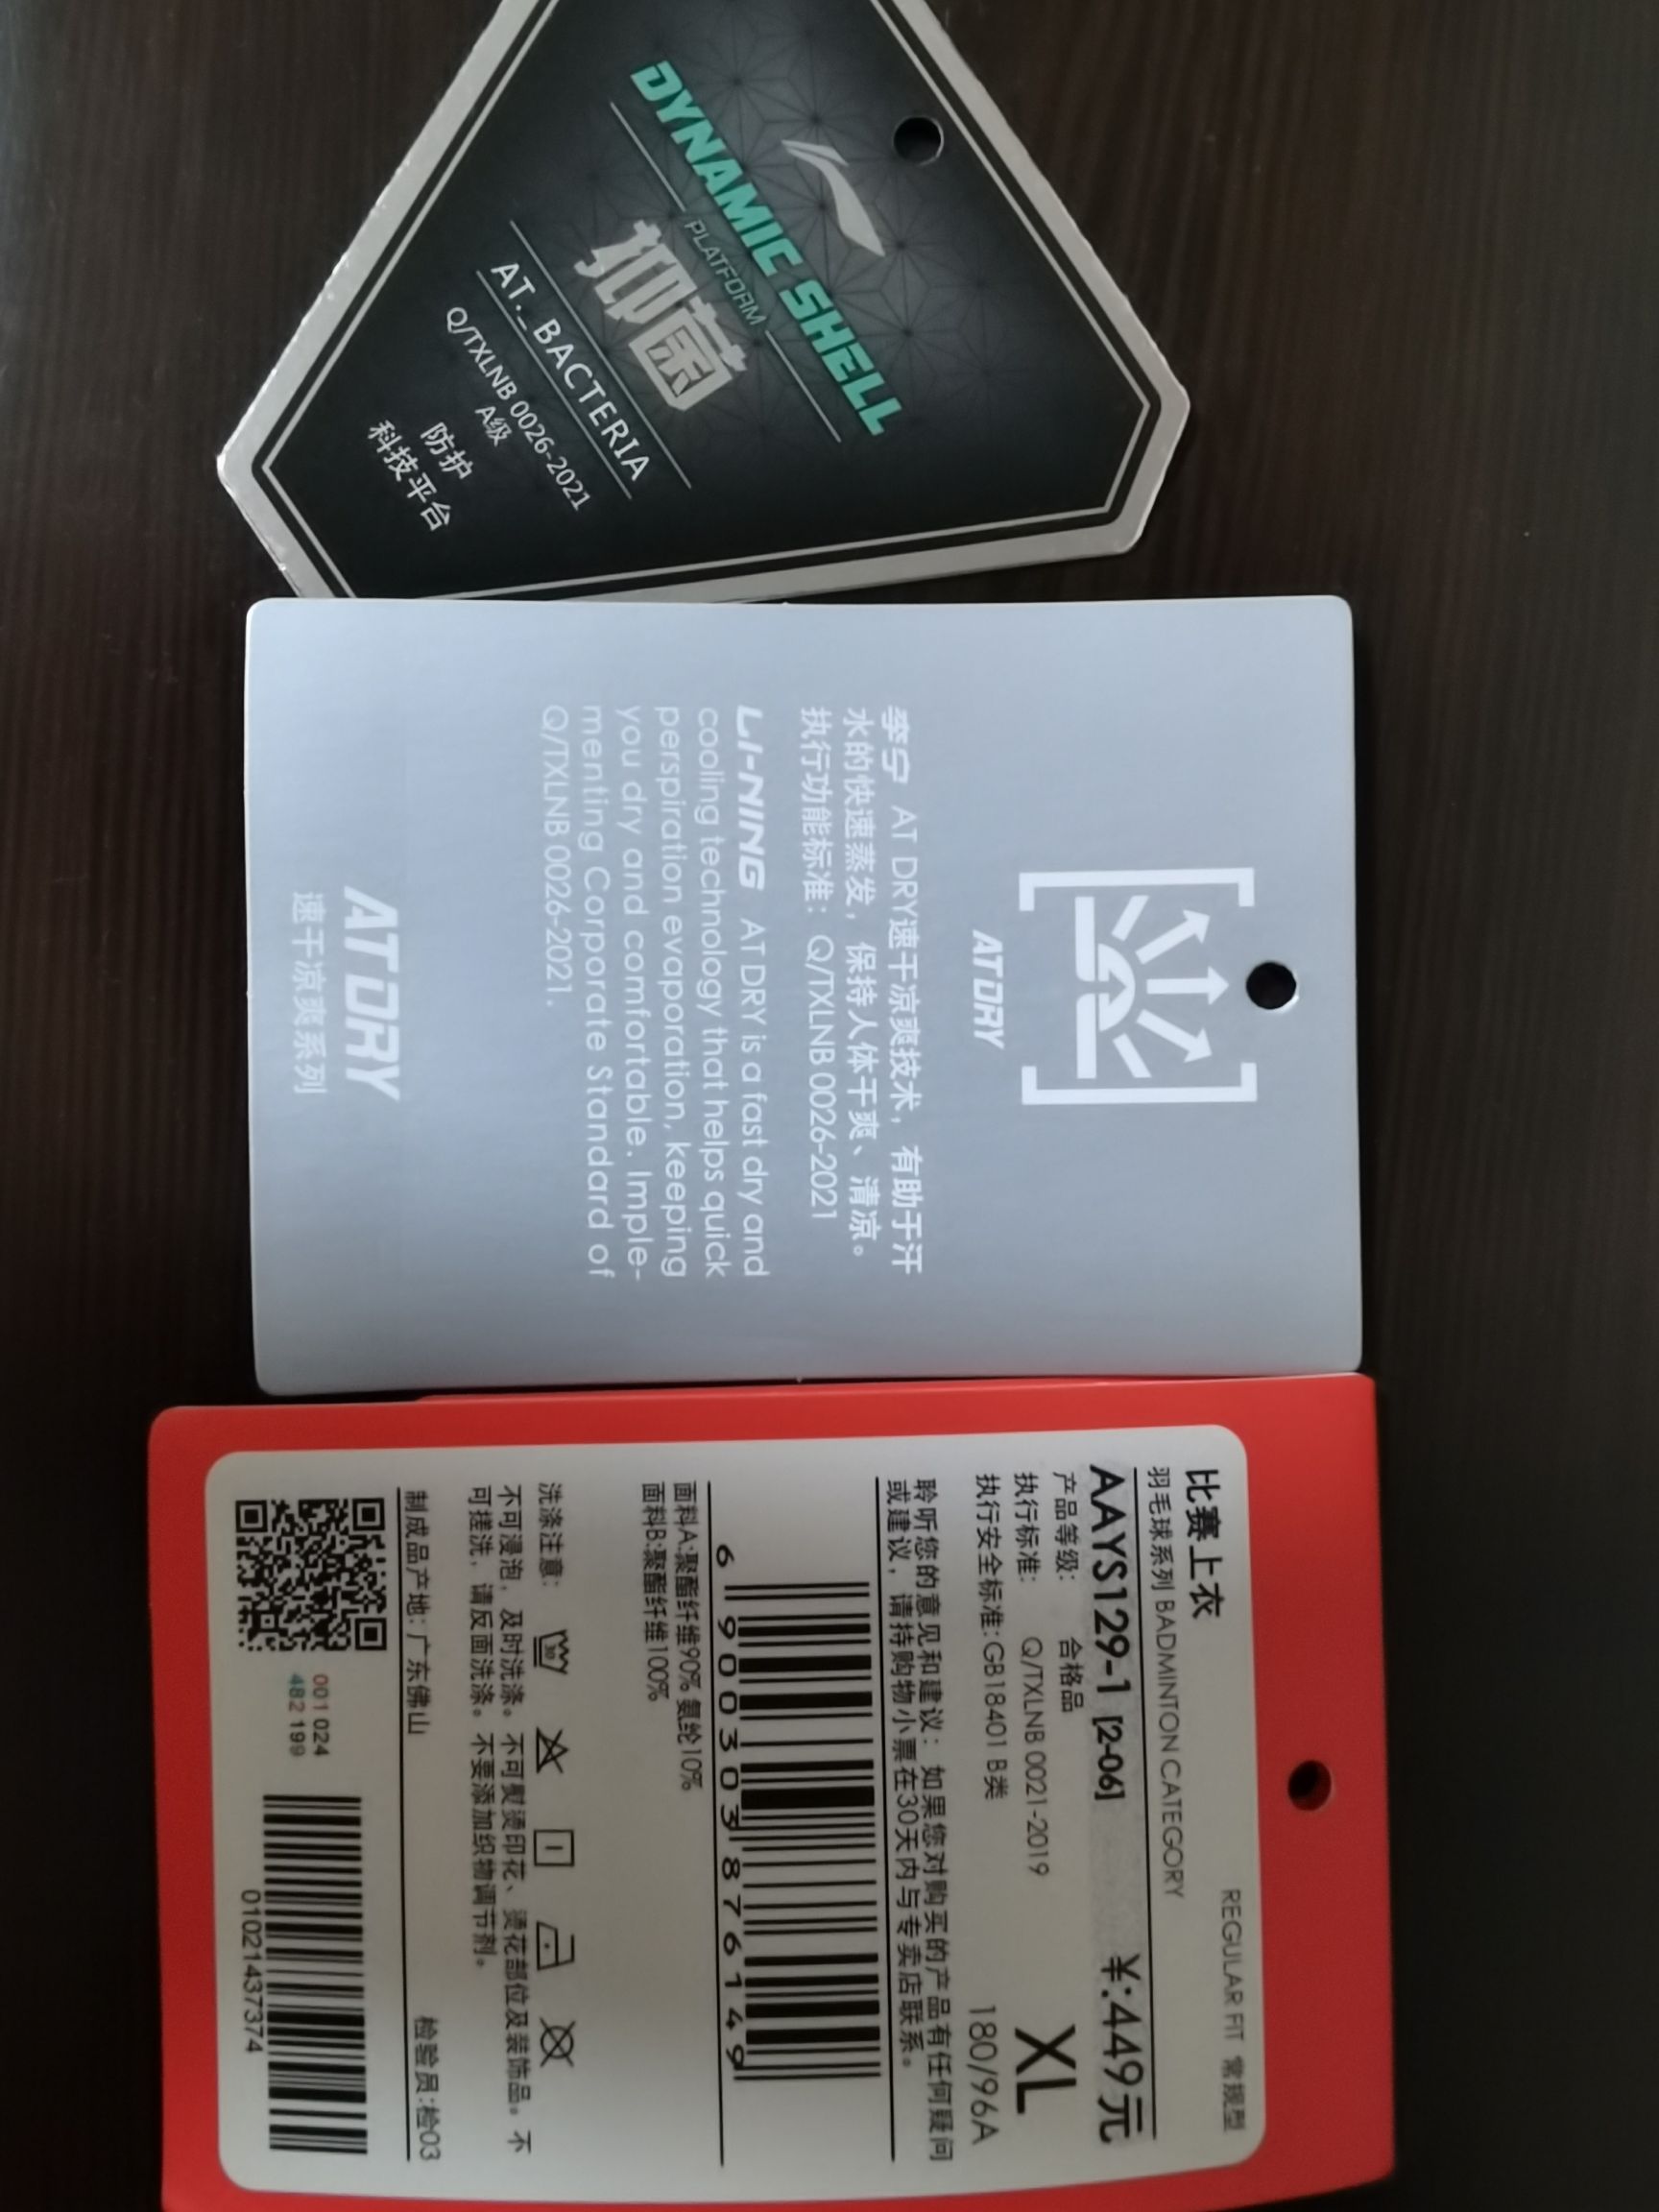 DYNAMIC SHELL
PLATFORM
抑菌
AT._BACTERIA
Q/TXLNB 0026-2021
A级
防护
科技平台
AT DRY
李宁 AT DRY速干凉爽技术，有助于汗
水的快速蒸发，保持人体干爽、清凉。
执行功能标准：Q/TXLNB 0026-2021
LI-NING AT DRY is a fast dry and
cooling technology that helps quick
perspiration evaporation, keeping
you dry and comfortable. Imple-
menting Corporate Standard of
Q/TXLNB 0026-2021.
AT DRY
速干凉爽系列
REGULAR FIT 常规型
比赛上衣
羽毛球系列 BADMINTON CATEGORY
AAYS129-1 [2-06] ¥:449元
产品等级： 合格品
执行标准： Q/TXLNB 0021-2019 XL
执行安全标准:GB18401 B类 180/96A
聆听您的意见和建议：如果您对购买的产品有任何疑问
或建议，请持购物小票在30天内与专卖店联系。
6 900303 876149
面料A:聚酯纤维90% 氨纶10%
面料B:聚酯纤维100%
洗涤注意：
30
不可浸泡，及时洗涤。不可熨烫印花、烫花部位及装饰品。不
可搓洗，请反面洗涤。不要添加织物调节剂。
制成品产地：广东佛山 检验员:检03
001 024
482 199
01021437374